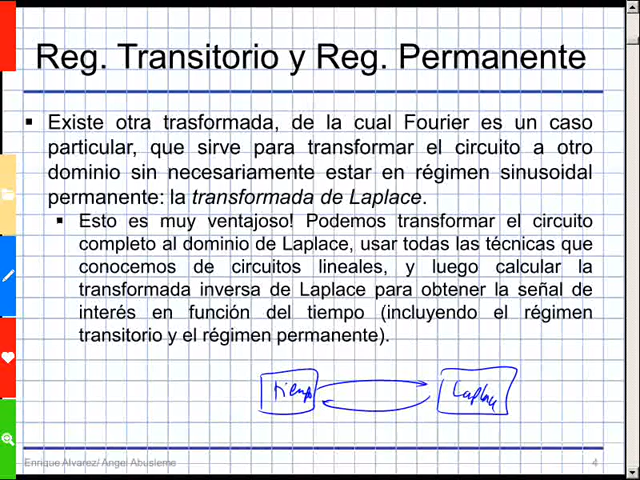 Reg. Transitorio y Reg. Permanente
Existe otra trasformada, de la cual Fourier es un caso
particular, que sirve para transformar el circuito a otro
dominio sin necesariamente estar en régimen sinusoidal
permanente: la transformada de Laplace.
Esto es muy ventajoso! Podemos transformar el circuito
completo al dominio de Laplace, usar todas las técnicas que
conocemos de circuitos lineales, y luego calcular la
transformada inversa de Laplace para obtener la señal de
interés en función del tiempo (incluyendo el régimen
transitorio y el régimen permanente).
tiempo Laplace
Enrique Alvarez/ Angel Abusleme 4